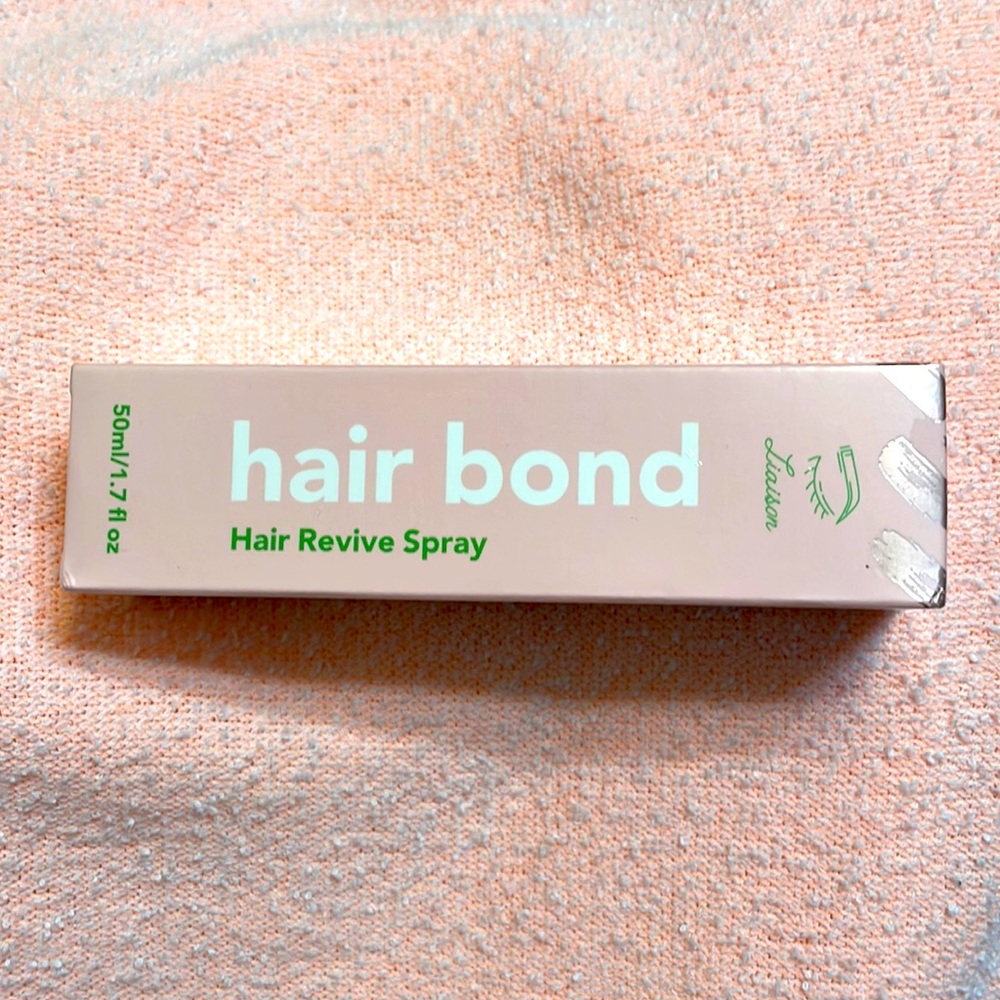 50ml/1.7 fl oz
hair bond
Hair Revive Spray
Liaison